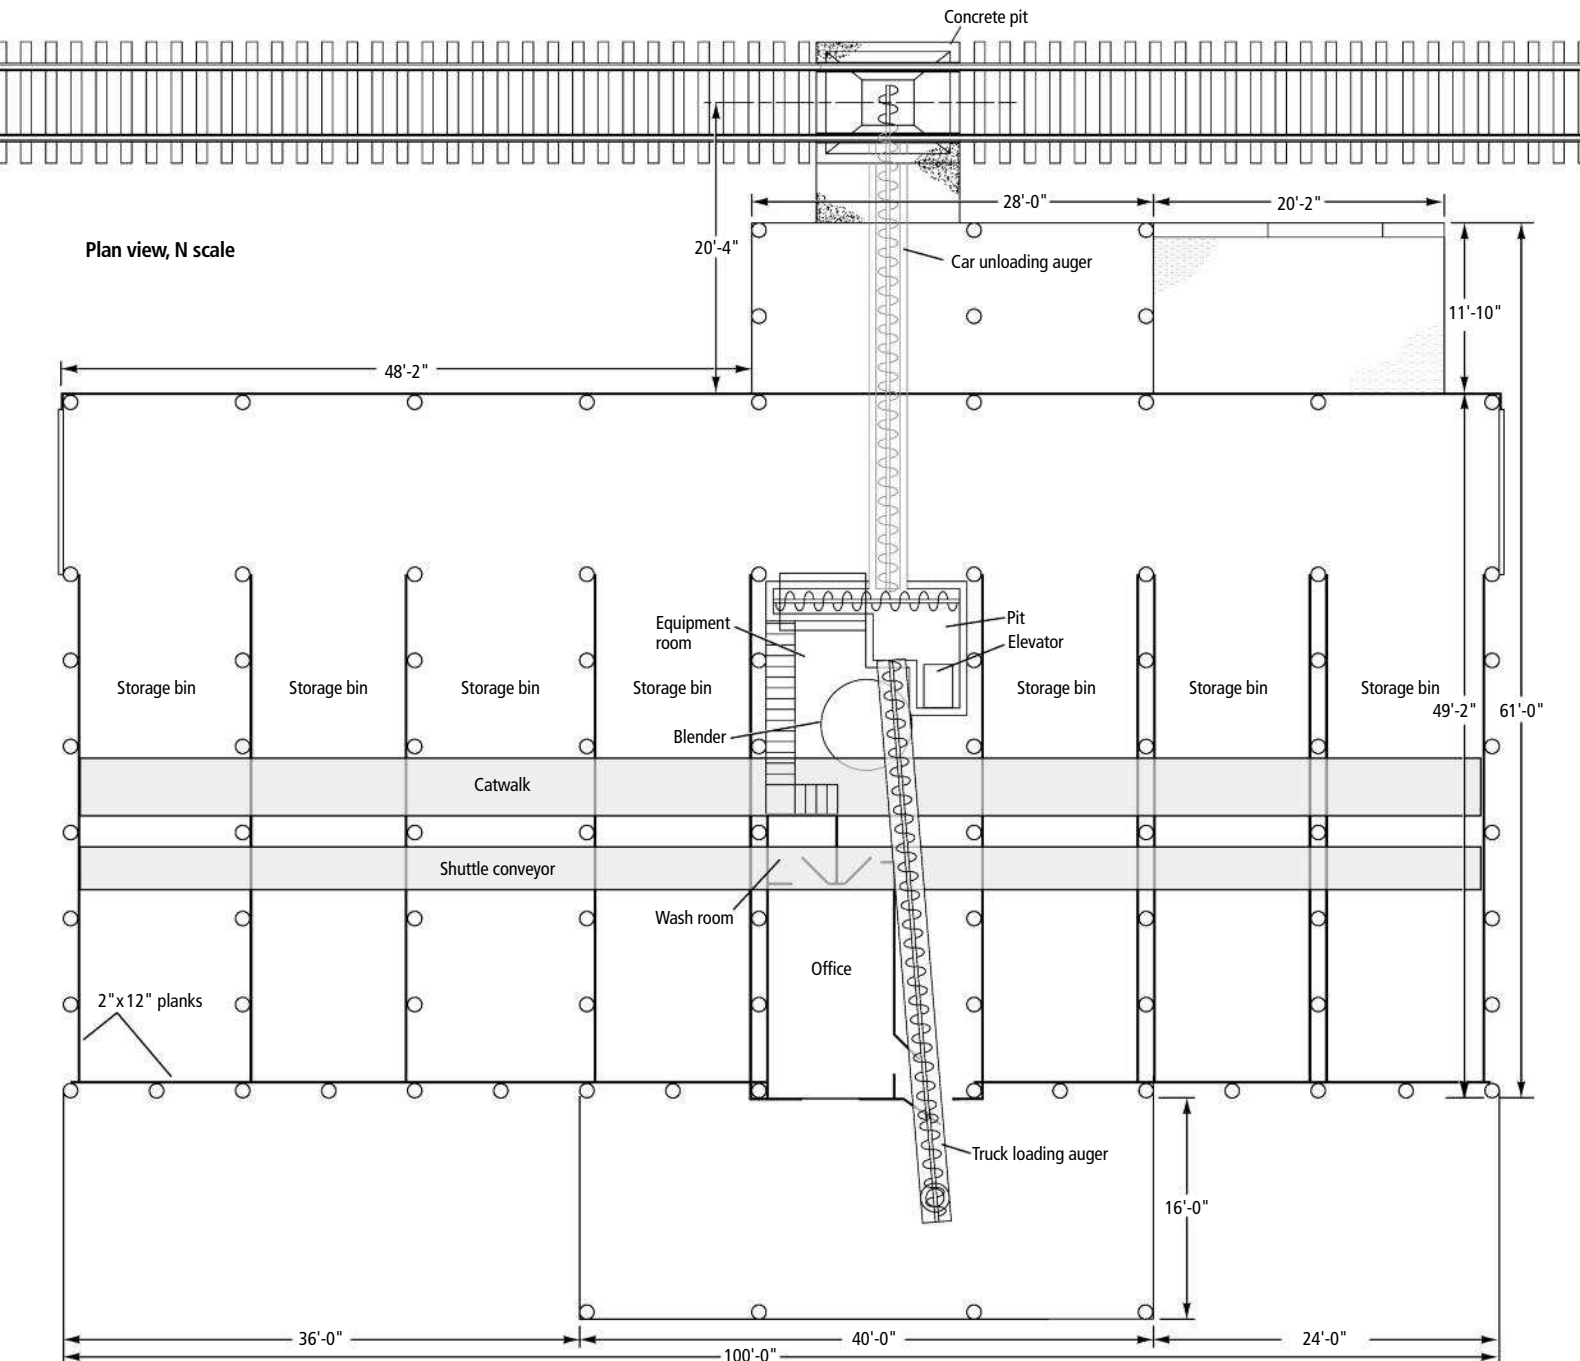 Concrete pit
28'-0"
20'-2"
Plan view, N scale
20'-4"
Car unloading auger
11'-10"
48'-2"
Equipment
room
Pit
Elevator
Storage bin
Storage bin
Storage bin
Storage bin
Storage bin
Storage bin
Storage bin
49'-2"
61'-0"
Blender
Catwalk
Shuttle conveyor
Wash room
Office
2"x12" planks
Truck loading auger
16'-0"
36'-0"
40'-0"
24'-0"
100'-0"